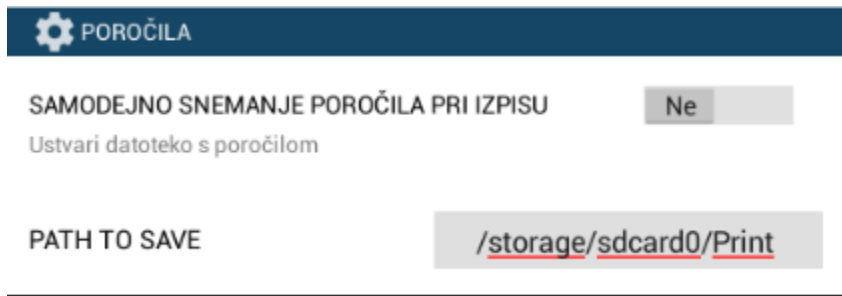 POROČILA
SAMODEJNO SNEMANJE POROČILA PRI IZPISU
Ne
Ustvari datoteko s poročilom
PATH TO SAVE
/storage/sdcard0/Print